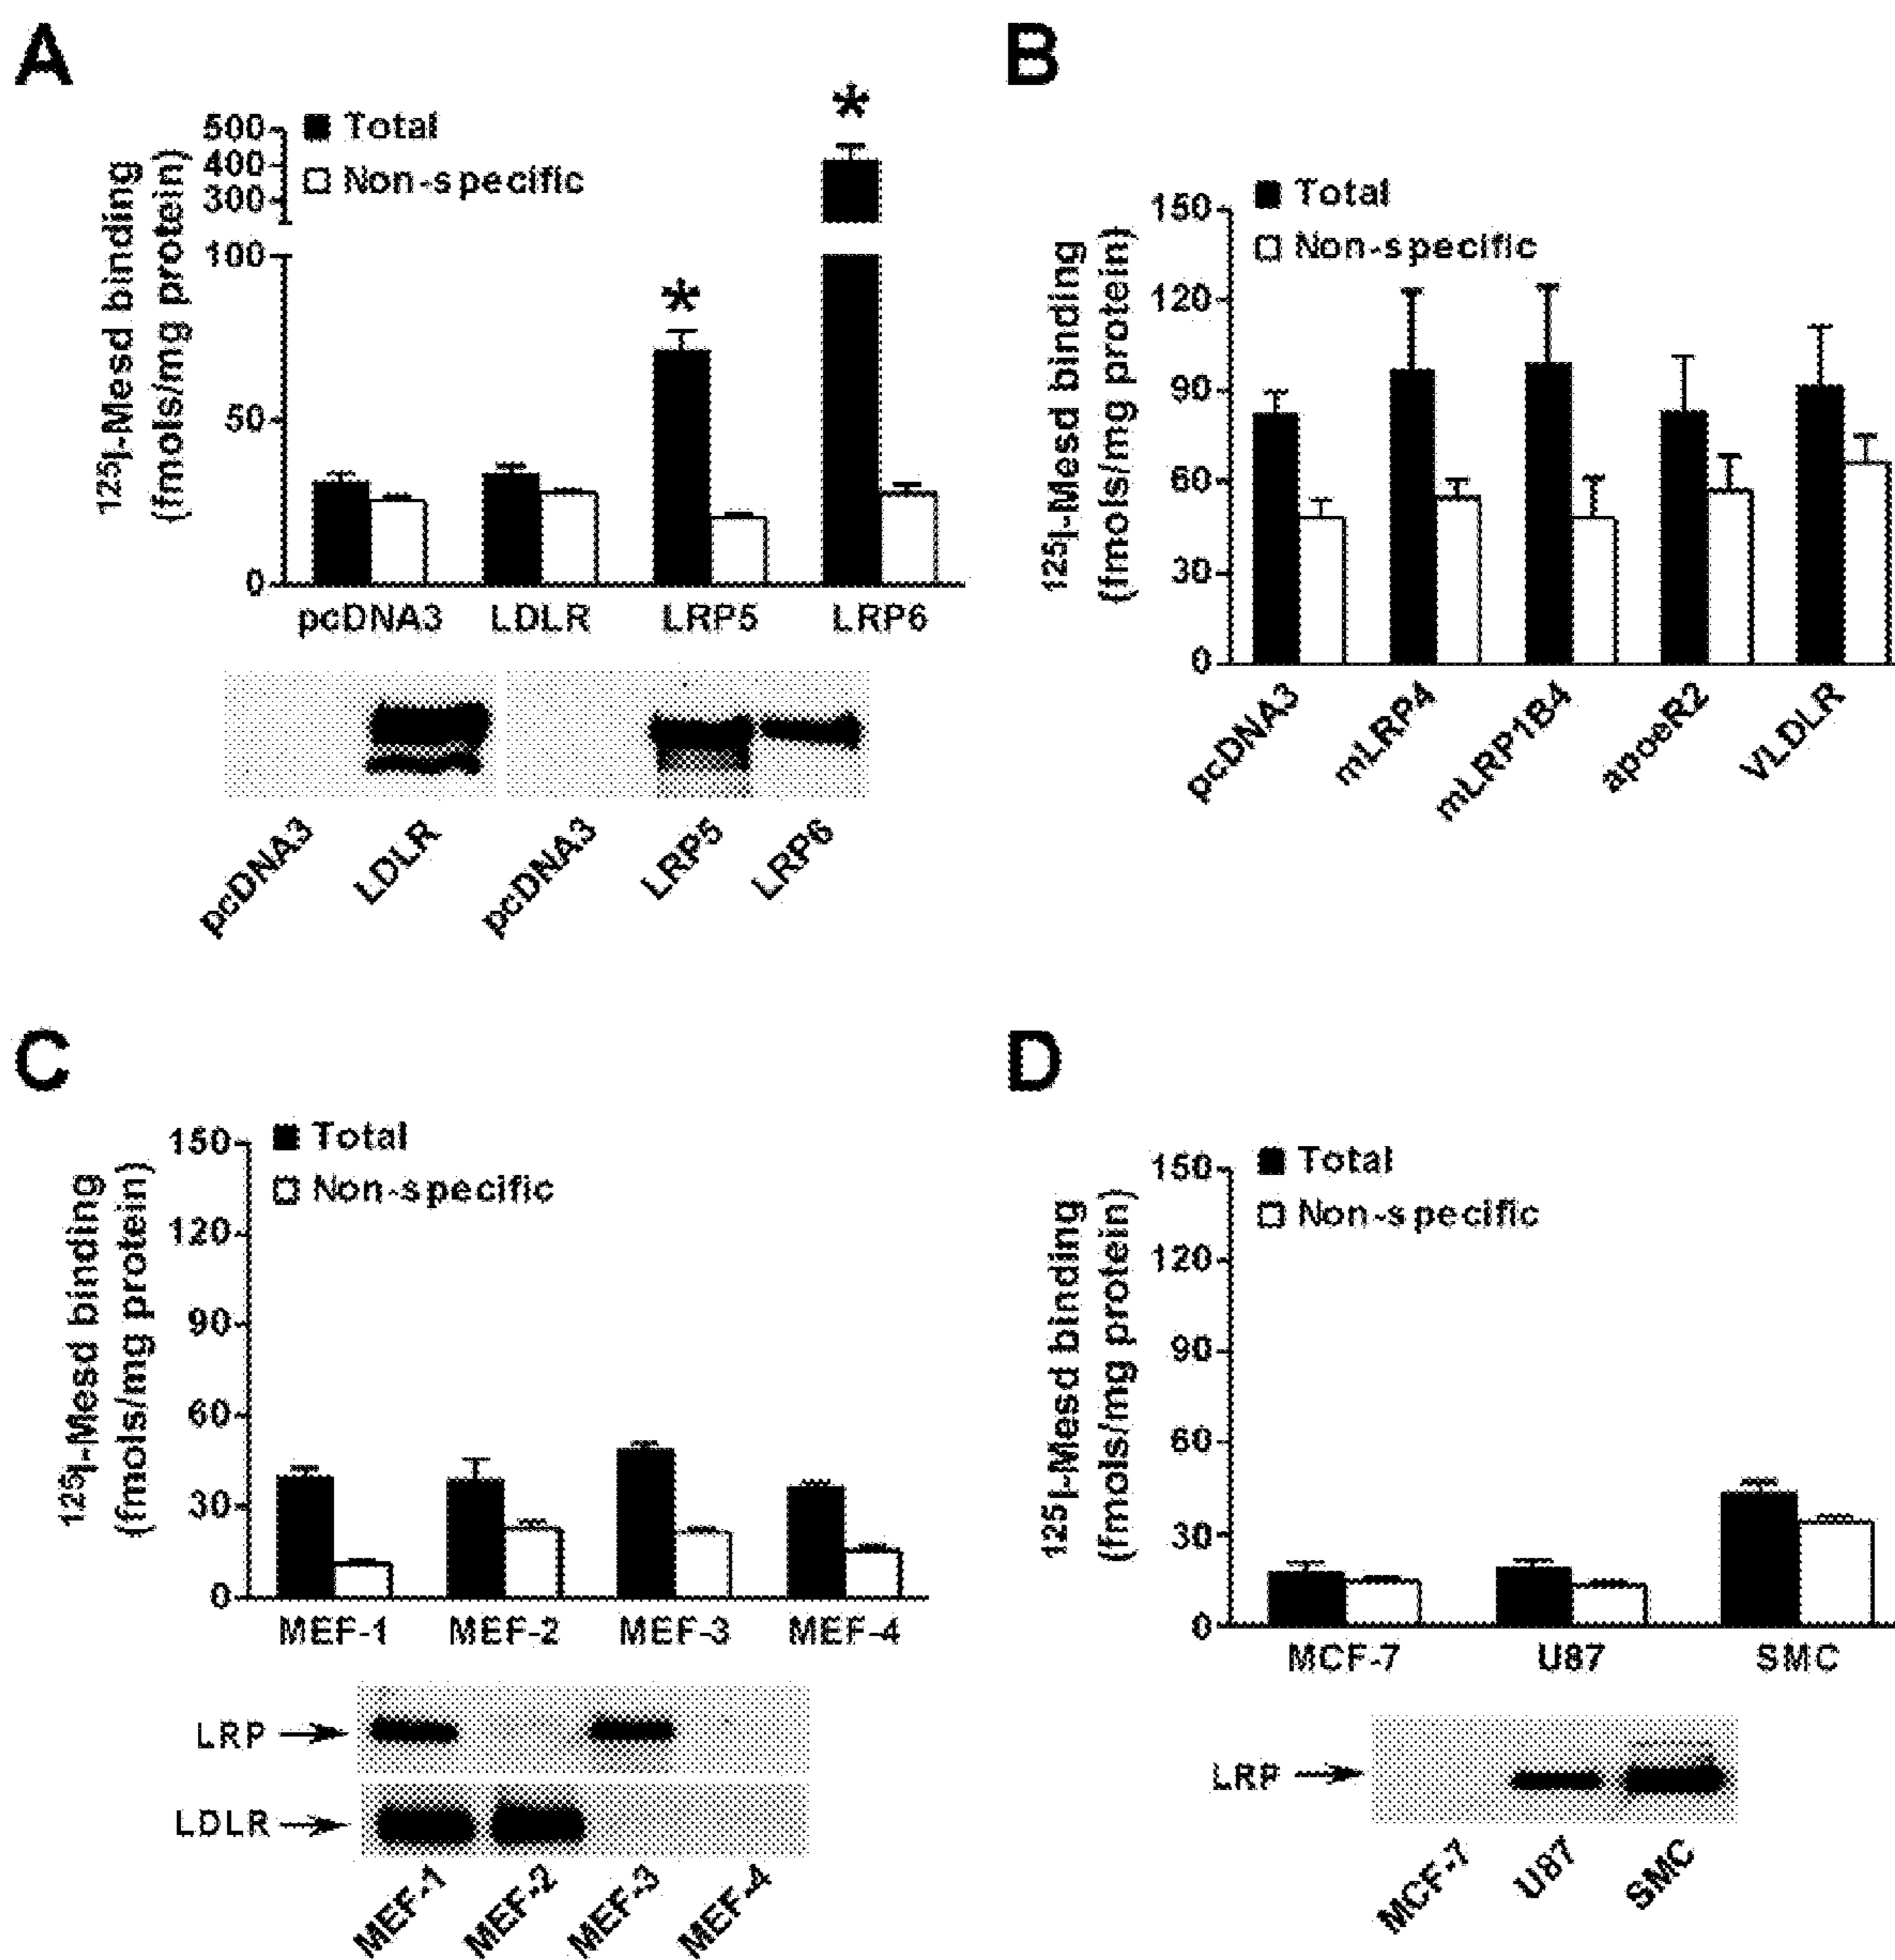 A
500
400
300
100
50
0
¹²⁵I-Mesd binding
(fmols/mg protein)
Total
Non-specific
*
*
pcDNA3 LDLR LRP5 LRP6
pcDNA3 LDLR pcDNA3 LRP5 LRP6
B
150
120
90
60
30
0
¹²⁵I-Mesd binding
(fmols/mg protein)
Total
Non-specific
pcDNA3 mLRP4 mLRP1B4 apoeR2 VLDLR
C
150
120
90
60
30
0
¹²⁵I-Mesd binding
(fmols/mg protein)
Total
Non-specific
MEF-1 MEF-2 MEF-3 MEF-4
LRP
LDLR
MEF-1 MEF-2 MEF-3 MEF-4
D
150
120
90
60
30
0
¹²⁵I-Mesd binding
(fmols/mg protein)
Total
Non-specific
MCF-7 U87 SMC
LRP
MCF-7 U87 SMC